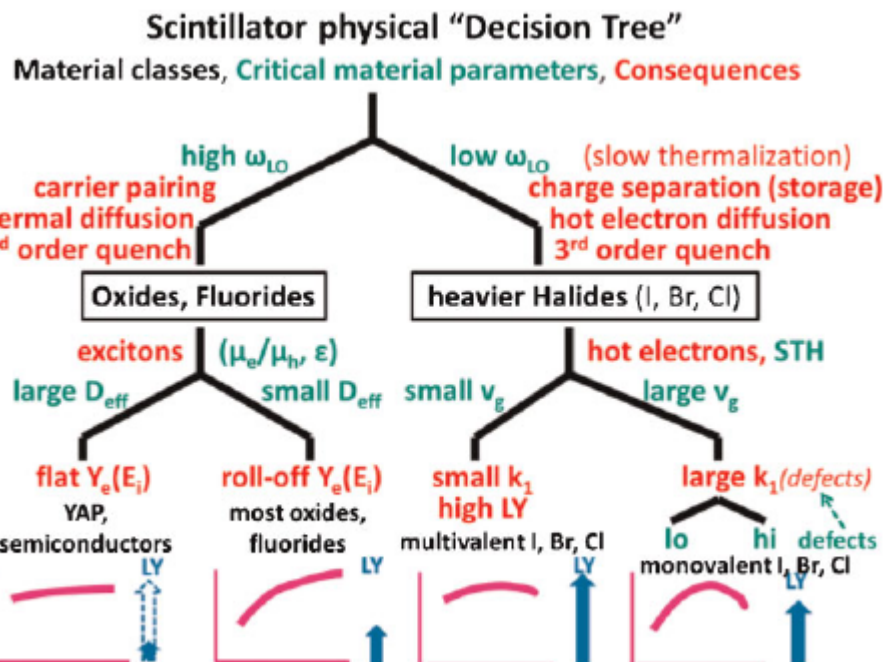 Scintillator physical “Decision Tree”
Material classes, Critical material parameters, Consequences
high ωLO
low ωLO (slow thermalization)
carrier pairing
charge separation (storage)
diffusion
hot electron diffusion
order quench
3rd order quench
Oxides, Fluorides
heavier Halides (I, Br, Cl)
excitons (μe/μh, ε)
hot electrons, STH
large Deff
small Deff
small vg
large vg
flat Ye(Ei)
roll-off Ye(Ei)
small k1
large k1 (defects)
high LY
YAP,
most oxides,
semiconductors
fluorides
multivalent I, Br, Cl
lo hi defects
monovalent I, Br, Cl
LY
LY
LY
LY